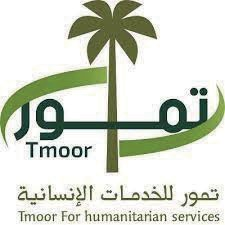 تمور
Tmoor
تمور للخدمات الإنسانية
Tmoor For humanitarian services